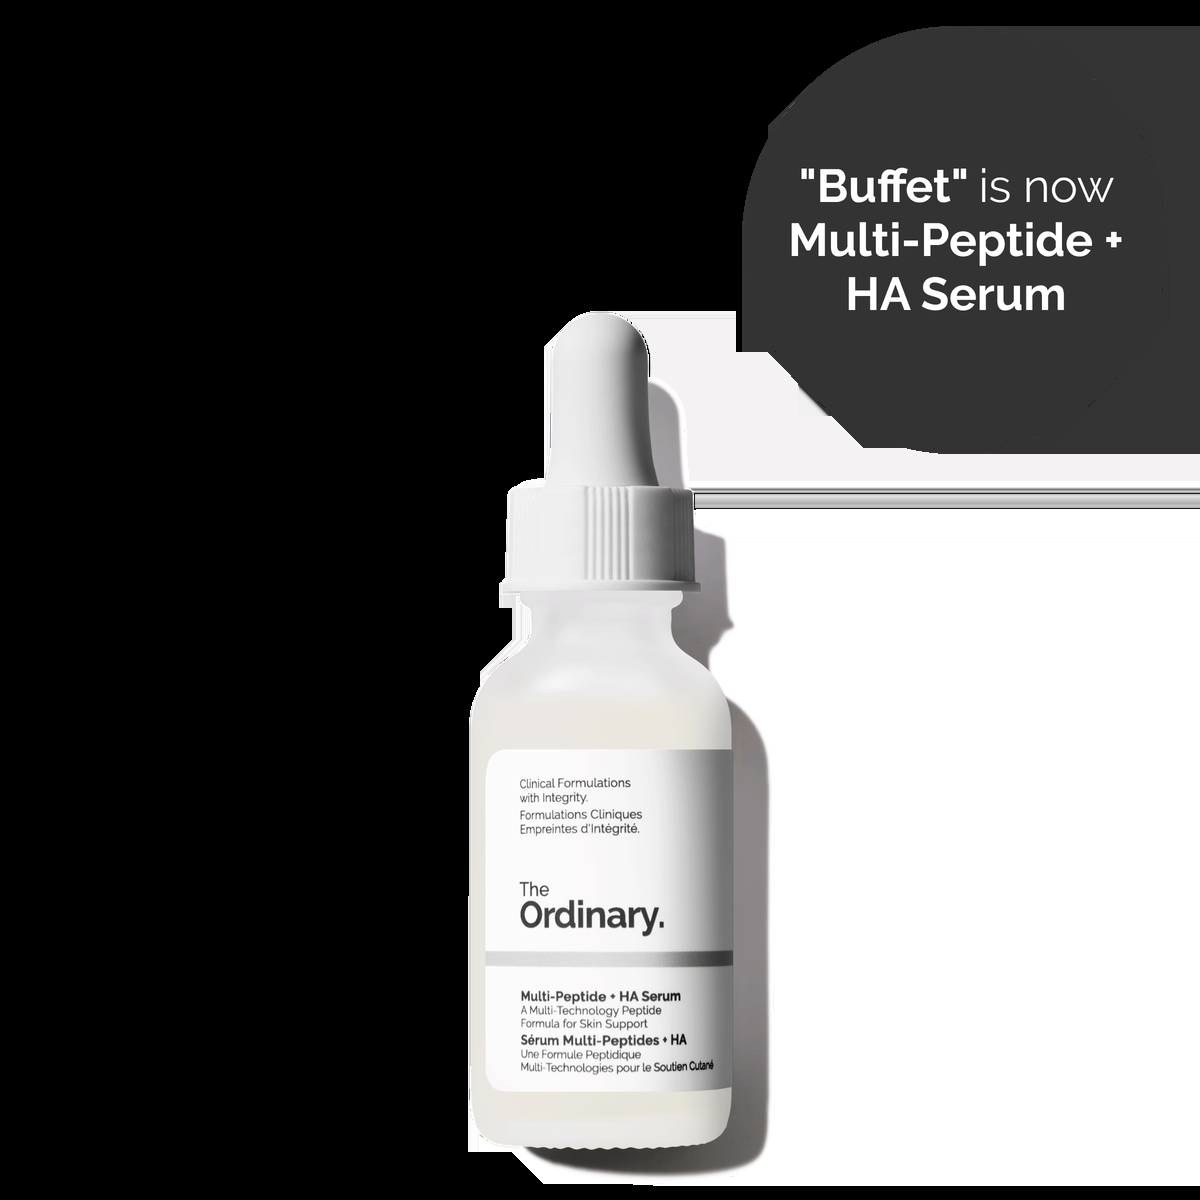 "Buffet" is now
Multi-Peptide +
HA Serum
Clinical Formulations
with Integrity.
Formulations Cliniques
Empreintes d'Intégrité.
The
Ordinary.
Multi-Peptide + HA Serum
A Multi-Technology Peptide
Formula for Skin Support
Sérum Multi-Peptides + HA
Une Formule Peptidique
Multi-Technologies pour le Soutien Cutané